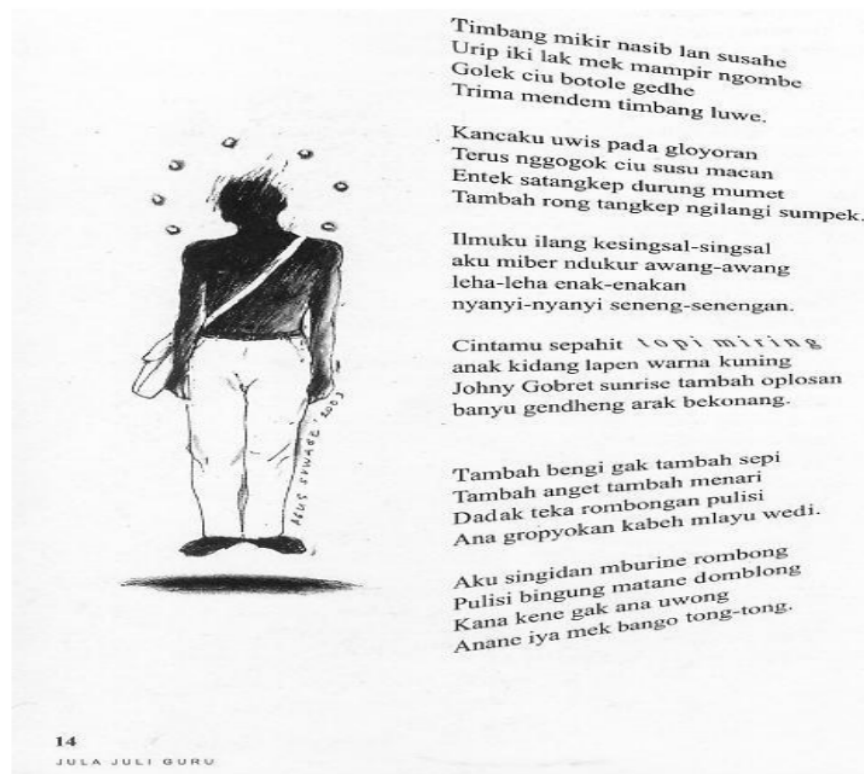 Timbang mikir nasib lan susahe
Urip iki lak mek mampir ngombe
Golek ciu botole gedhe
Trima mendem timbang luwe.
Kancaku uwis pada gloyoran
Terus nggogok ciu susu macan
Entek satangkep durung mumet
Tambah rong tangkep ngilangi sumpek.
Ilmuku ilang kesingsal-singsal
aku miber ndukur awang-awang
leha-leha enak-enakan
nyanyi-nyanyi seneng-senengan.
Cintamu sepahit topi miring
anak kidang lapen warna kuning
Johny Gobret sunrise tambah oplosan
banyu gendheng arak bekonang.
Tambah bengi gak tambah sepi
Tambah anget tambah menari
Dadak teka rombongan pulisi
Ana gropyokan kabeh mlayu wedi.
Aku singidan mburine rombong
Pulisi bingung matane domblong
Kana kene gak ana uwong
Anane iya mek bango tong-tong.
AGUS SUWAGE '2003
14
JULA JULI GURU